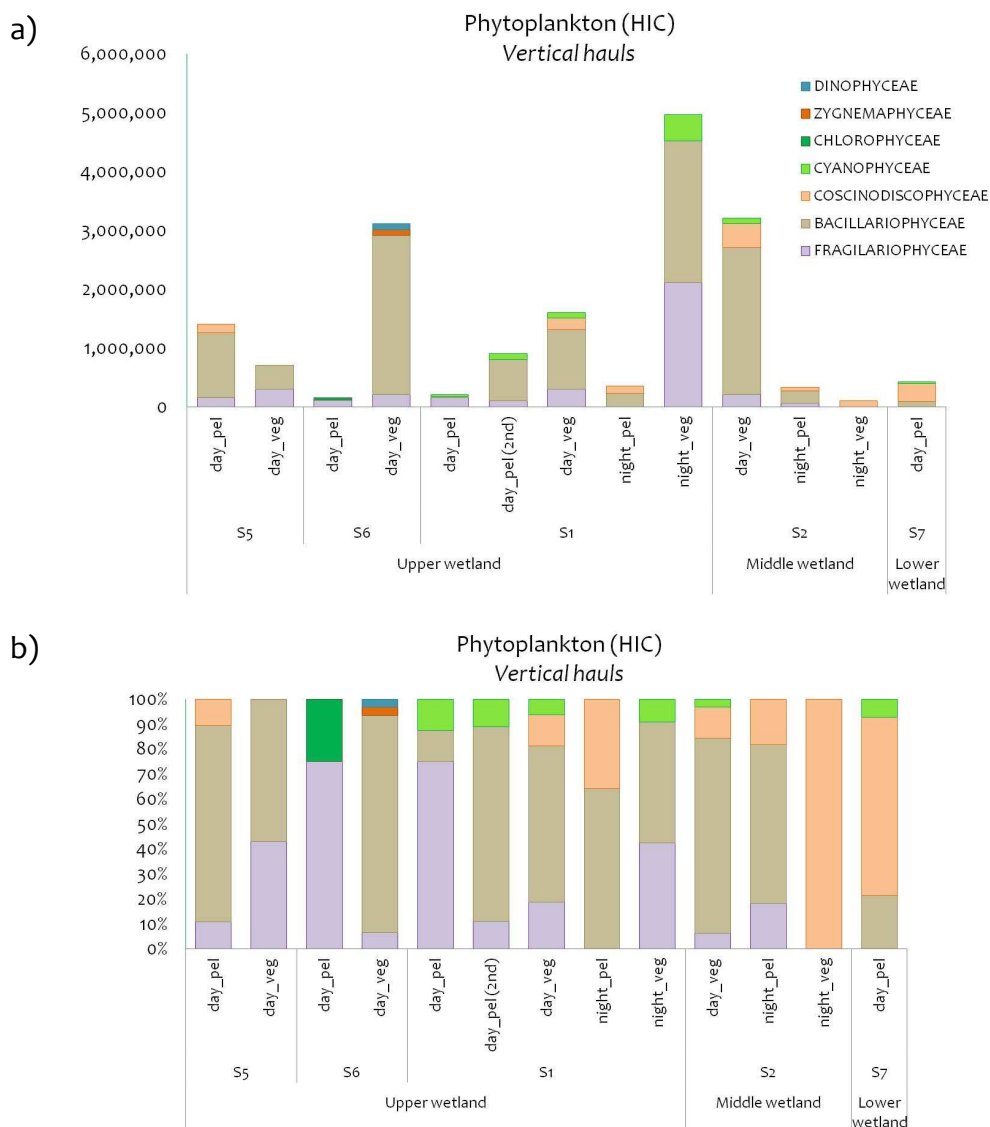 a)
Phytoplankton (HIC)
Vertical hauls
6,000,000
5,000,000
4,000,000
3,000,000
2,000,000
1,000,000
0
DINOPHYCEAE
ZYGNEMAPHYCEAE
CHLOROPHYCEAE
CYANOPHYCEAE
COSCINODISCOPHYCEAE
BACILLARIOPHYCEAE
FRAGILARIOPHYCEAE
day_pel
day_veg
day_pel
day_veg
day_pel
day_pel (2nd)
day_veg
night_pel
night_veg
day_veg
night_pel
night_veg
day_pel
S5
S6
S1
S2
S7
Upper wetland
Middle wetland
Lower
wetland
b)
Phytoplankton (HIC)
Vertical hauls
100%
90%
80%
70%
60%
50%
40%
30%
20%
10%
0%
day_pel
day_veg
day_pel
day_veg
day_pel
day_pel (2nd)
day_veg
night_pel
night_veg
day_veg
night_pel
night_veg
day_pel
S5
S6
S1
S2
S7
Upper wetland
Middle wetland
Lower
wetland